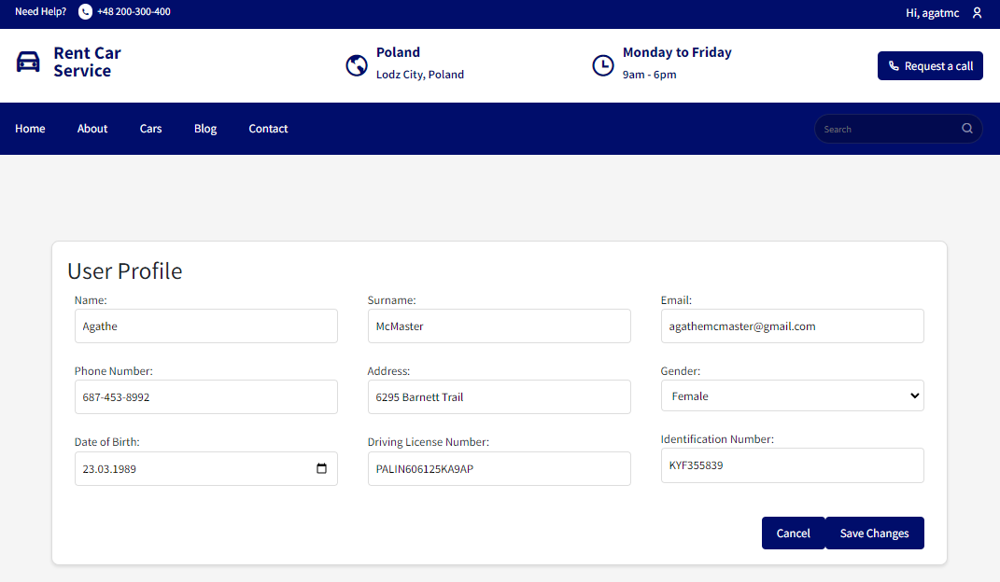 Need Help? +48 200-300-400
Hi, agatmc
Rent Car
Service
Poland
Lodz City, Poland
Monday to Friday
9am - 6pm
Request a call
Home About Cars Blog Contact
Search
User Profile
Name: Surname: Email:
Agathe McMaster agathemcmaster@gmail.com
Phone Number: Address: Gender:
687-453-8992 6295 Barnett Trail Female
Date of Birth: Driving License Number: Identification Number:
23.03.1989 PALIN606125KA9AP KYF355839
Cancel Save Changes